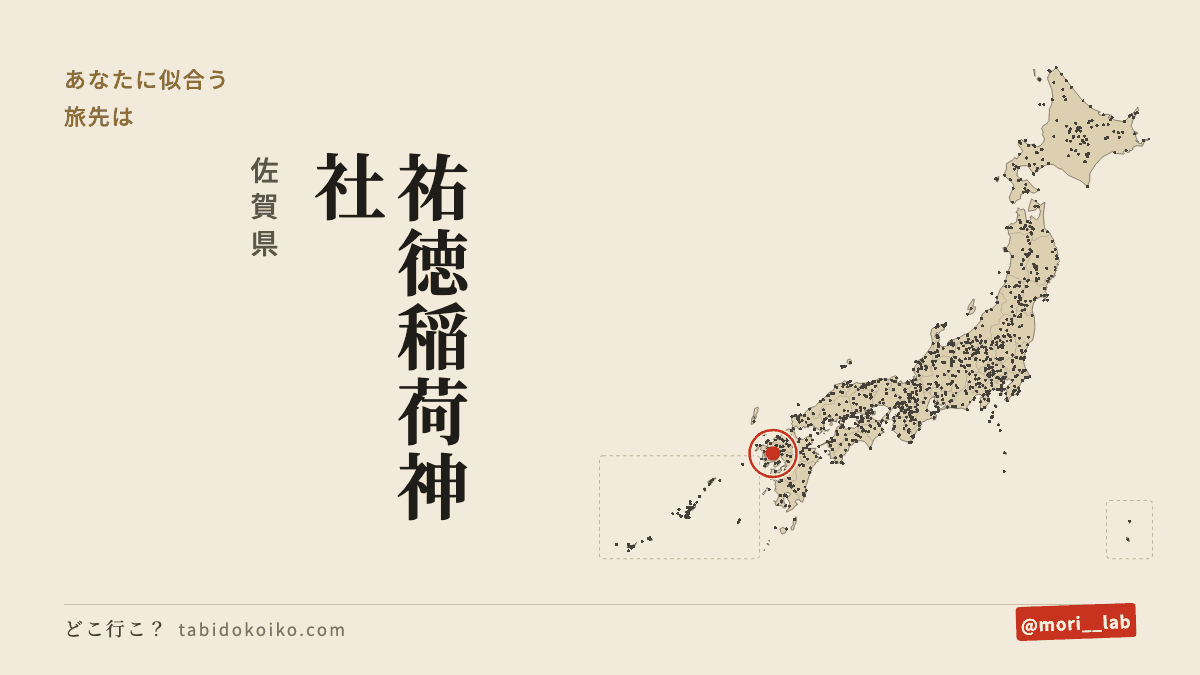 あなたに似合う
旅先は
祐徳稲荷神
社
佐賀県
どこ行こ？ tabidokoiko.com
@mori__lab